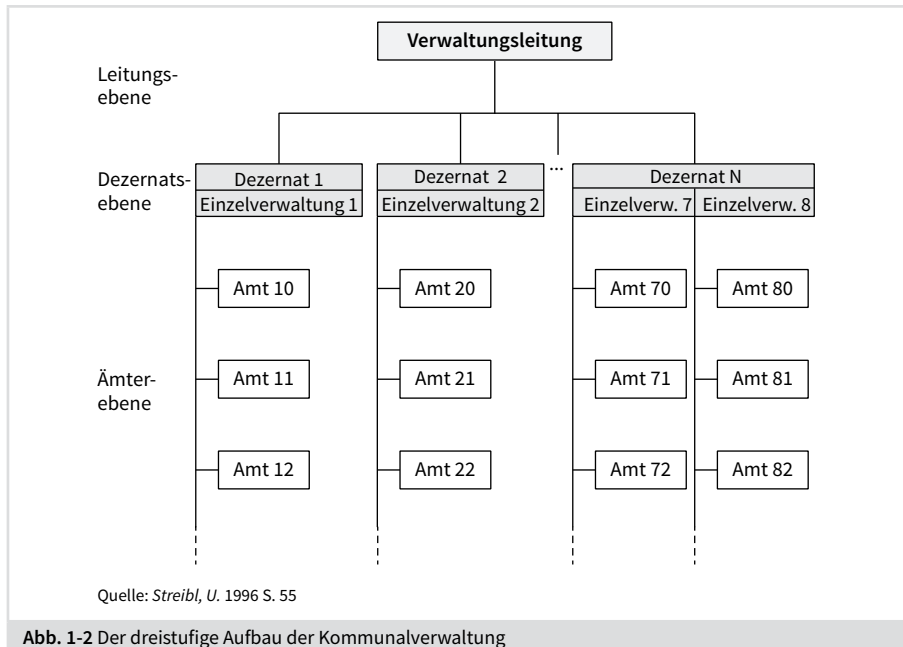 Verwaltungsleitung
Leitungs-
ebene
Dezernats-
ebene
Dezernat 1
Einzelverwaltung 1
Dezernat 2
Einzelverwaltung 2
...
Dezernat N
Einzelverw. 7 Einzelverw. 8
Amt 10 Amt 20 Amt 70 Amt 80
Ämter-
ebene
Amt 11 Amt 21 Amt 71 Amt 81
Amt 12 Amt 22 Amt 72 Amt 82
Quelle: Streibl, U. 1996 S. 55
Abb. 1-2 Der dreistufige Aufbau der Kommunalverwaltung